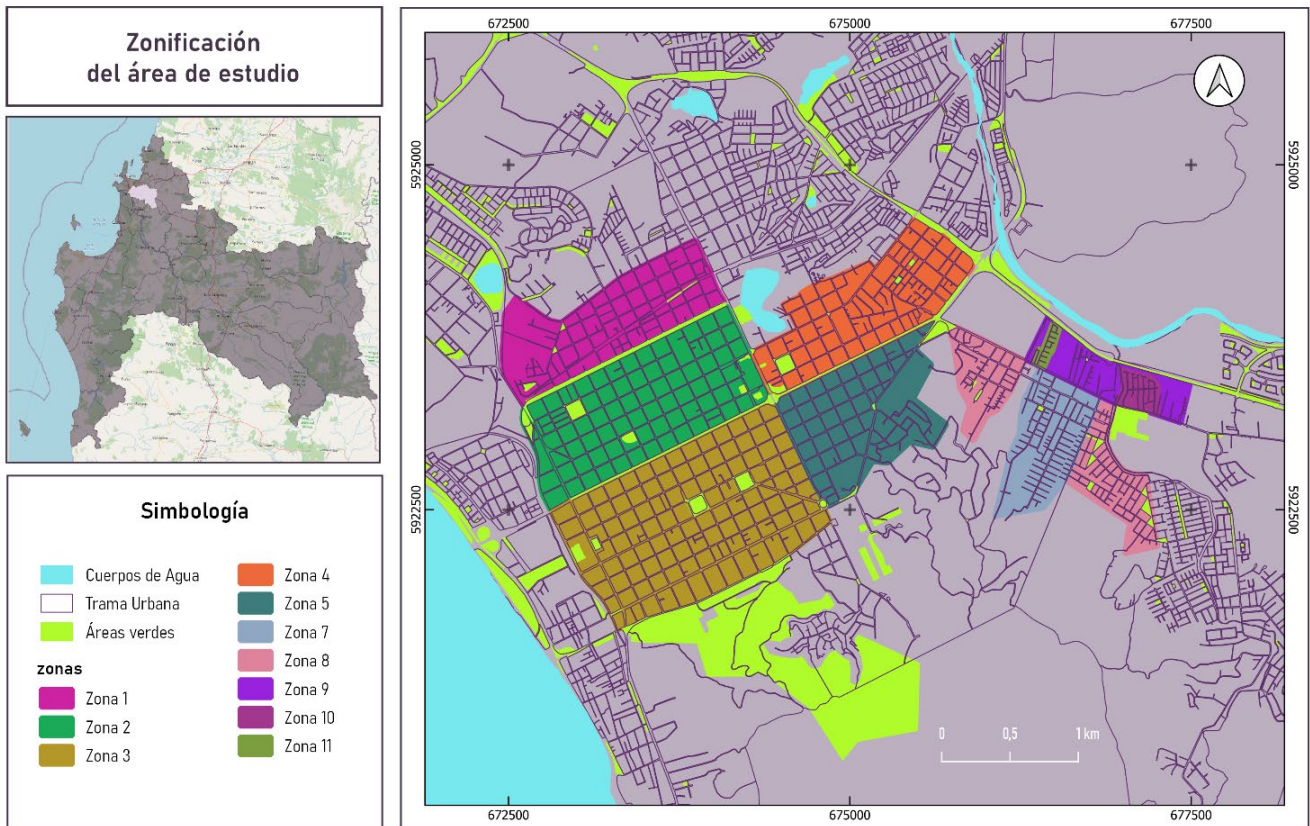 Zonificación
del área de estudio
Simbología
Cuerpos de Agua
Trama Urbana
Áreas verdes
zonas
Zona 1
Zona 2
Zona 3
Zona 4
Zona 5
Zona 7
Zona 8
Zona 9
Zona 10
Zona 11
672500 675000 677500
5925000 5925000
5922500 5922500
0 0,5 1 km
672500 675000 677500